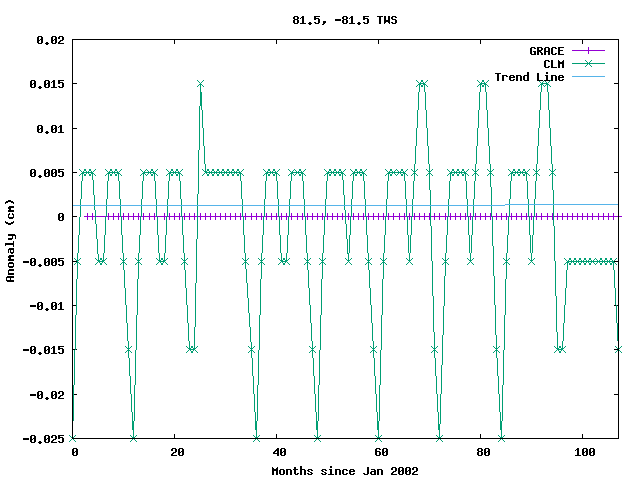 81.5, -81.5 TWS
GRACE
CLM
Trend Line
0.02
0.015
0.01
0.005
0
-0.005
-0.01
-0.015
-0.02
-0.025
Anomaly (cm)
0 20 40 60 80 100
Months since Jan 2002